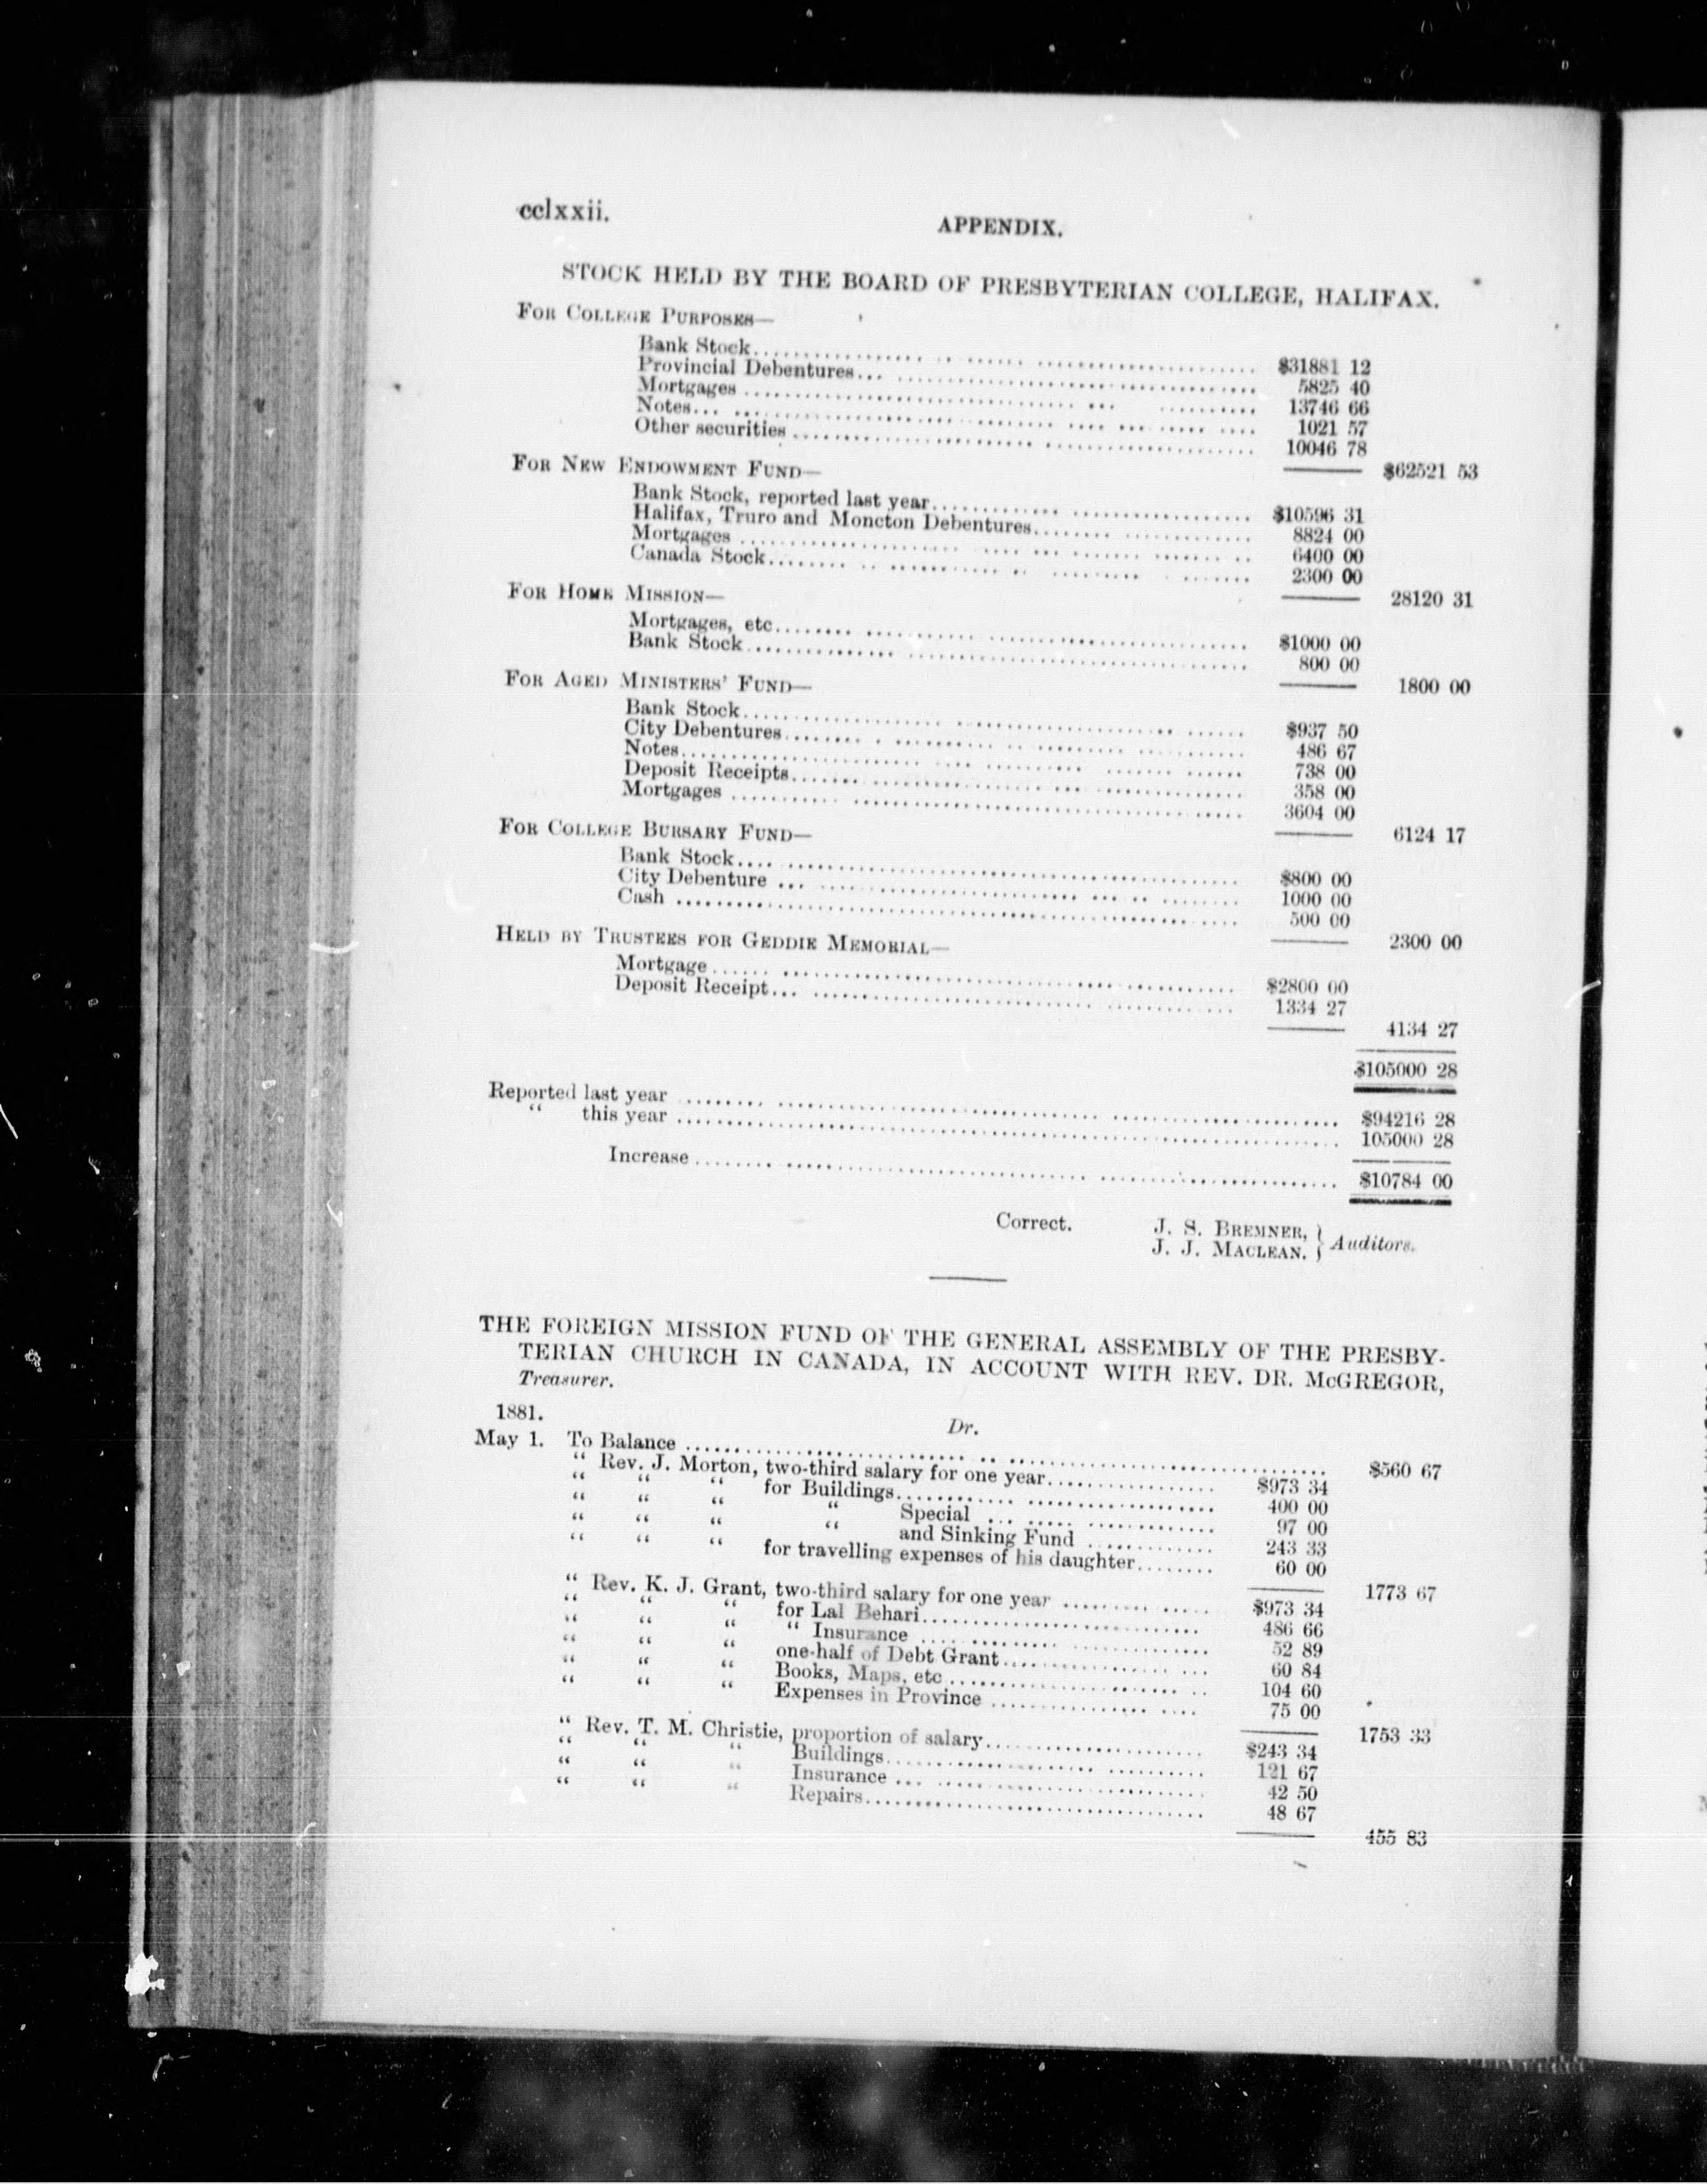 cclxxii.
APPENDIX.
STOCK HELD BY THE BOARD OF PRESBYTERIAN COLLEGE, HALIFAX.
FOR COLLEGE PURPOSES—
Bank Stock........ $31881 12
Provincial Debentures........ 5825 40
Mortgages........ 13746 66
Notes........ 1021 57
Other securities........ 10046 78
$62521 53
FOR NEW ENDOWMENT FUND—
Bank Stock, reported last year........ $10596 31
Halifax, Truro and Moncton Debentures........ 8824 00
Mortgages........ 6400 00
Canada Stock........ 2300 00
28120 31
FOR HOME MISSION—
Mortgages, etc........ $1000 00
Bank Stock........ 800 00
1800 00
FOR AGED MINISTERS' FUND—
Bank Stock........ $937 50
City Debentures........ 486 67
Notes........ 738 00
Deposit Receipts........ 358 00
Mortgages........ 3604 00
6124 17
FOR COLLEGE BURSARY FUND—
Bank Stock........ $800 00
City Debenture........ 1000 00
Cash........ 500 00
2300 00
HELD BY TRUSTEES FOR GEDDIE MEMORIAL—
Mortgage........ $2800 00
Deposit Receipt........ 1334 27
4134 27
$105000 28
Reported last year........ $94216 28
" this year........ 105000 28
Increase........ $10784 00
Correct. J. S. BREMNER, } Auditors.
J. J. MACLEAN. }
THE FOREIGN MISSION FUND OF THE GENERAL ASSEMBLY OF THE PRESBY-
TERIAN CHURCH IN CANADA, IN ACCOUNT WITH REV. DR. McGREGOR,
Treasurer.
1881.
Dr.
May 1. To Balance........ $560 67
" Rev. J. Morton, two-third salary for one year........ $973 34
" " " for Buildings........ 400 00
" " " " Special........ 97 00
" " " " and Sinking Fund........ 243 33
" " " for travelling expenses of his daughter........ 60 00
1773 67
" Rev. K. J. Grant, two-third salary for one year........ $973 34
" " " for Lal Behari........ 486 66
" " " " Insurance........ 52 89
" " " one-half of Debt Grant........ 60 84
" " " Books, Maps, etc........ 104 60
" " " Expenses in Province........ 75 00
1753 33
" Rev. T. M. Christie, proportion of salary........ $243 34
" " " Buildings........ 121 67
" " " Insurance........ 42 50
" " " Repairs........ 48 67
455 83